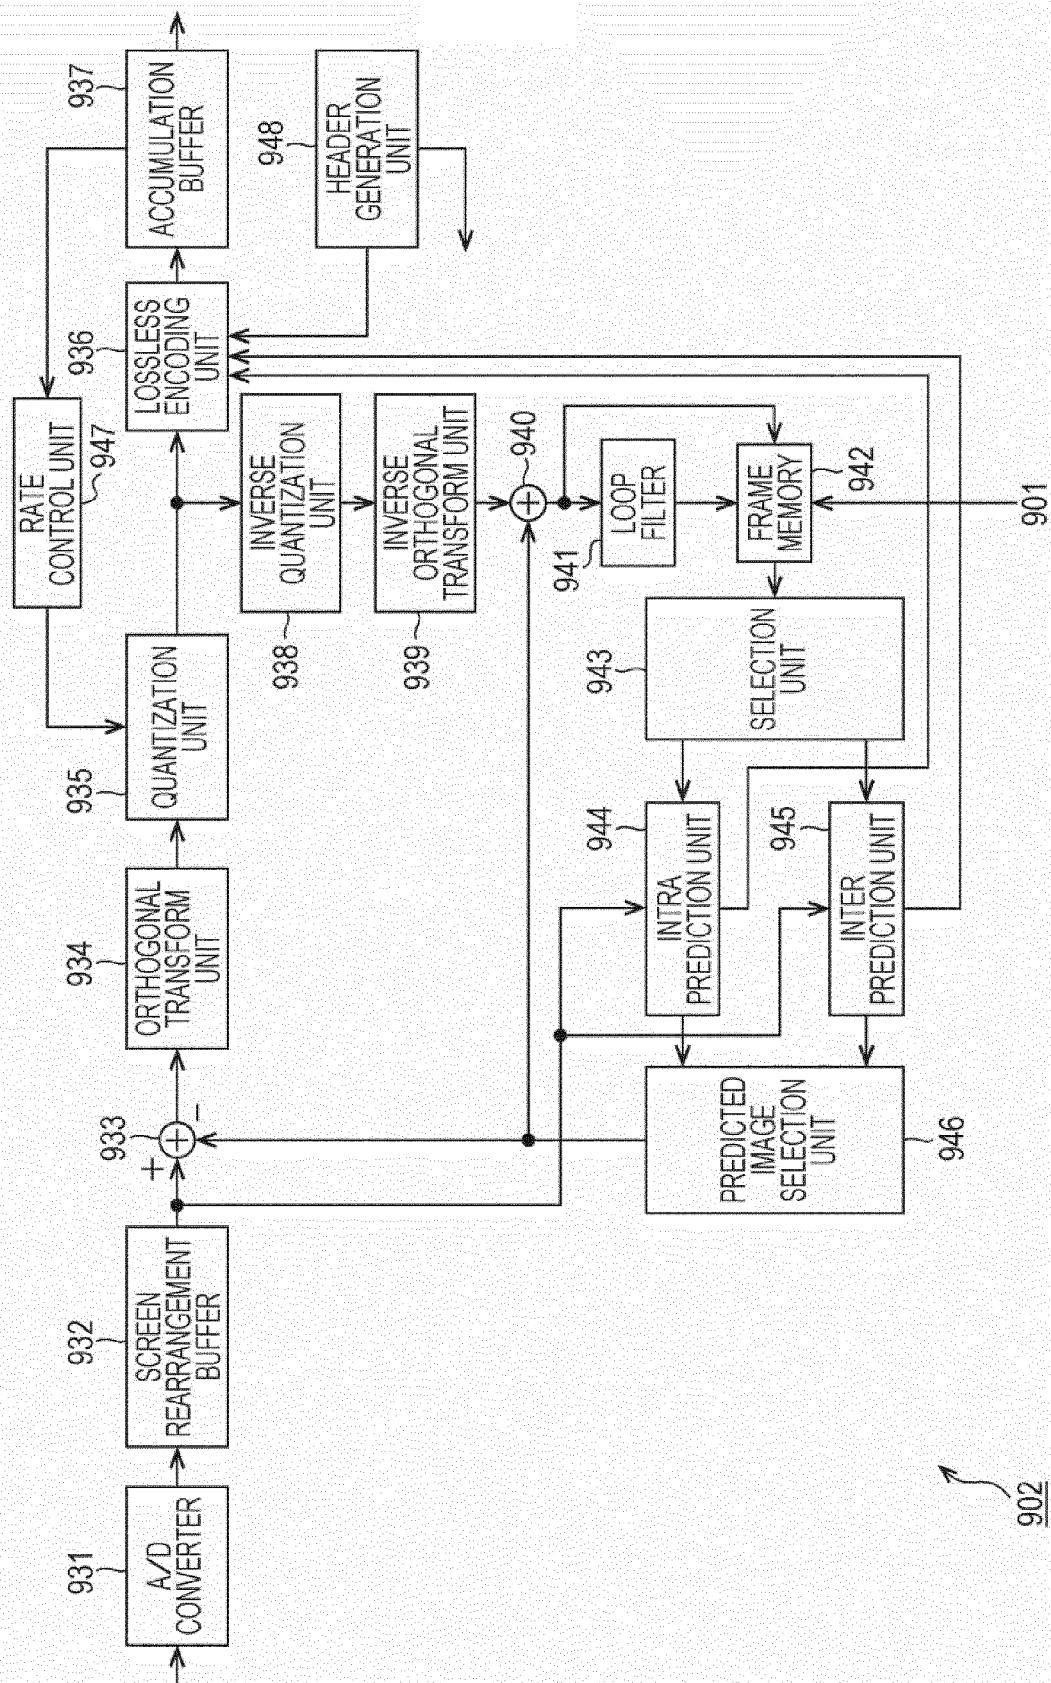 931
A/D
CONVERTER
932
SCREEN
REARRANGEMENT
BUFFER
933
+
-
934
ORTHOGONAL
TRANSFORM
UNIT
935
QUANTIZATION
UNIT
RATE
CONTROL UNIT
947
936
LOSSLESS
ENCODING
UNIT
937
ACCUMULATION
BUFFER
948
HEADER
GENERATION
UNIT
938
INVERSE
QUANTIZATION
UNIT
939
INVERSE
ORTHOGONAL
TRANSFORM UNIT
940
941
LOOP
FILTER
FRAME
MEMORY
942
901
943
SELECTION
UNIT
944
INTRA
PREDICTION UNIT
945
INTER
PREDICTION UNIT
PREDICTED
IMAGE
SELECTION
UNIT
946
902